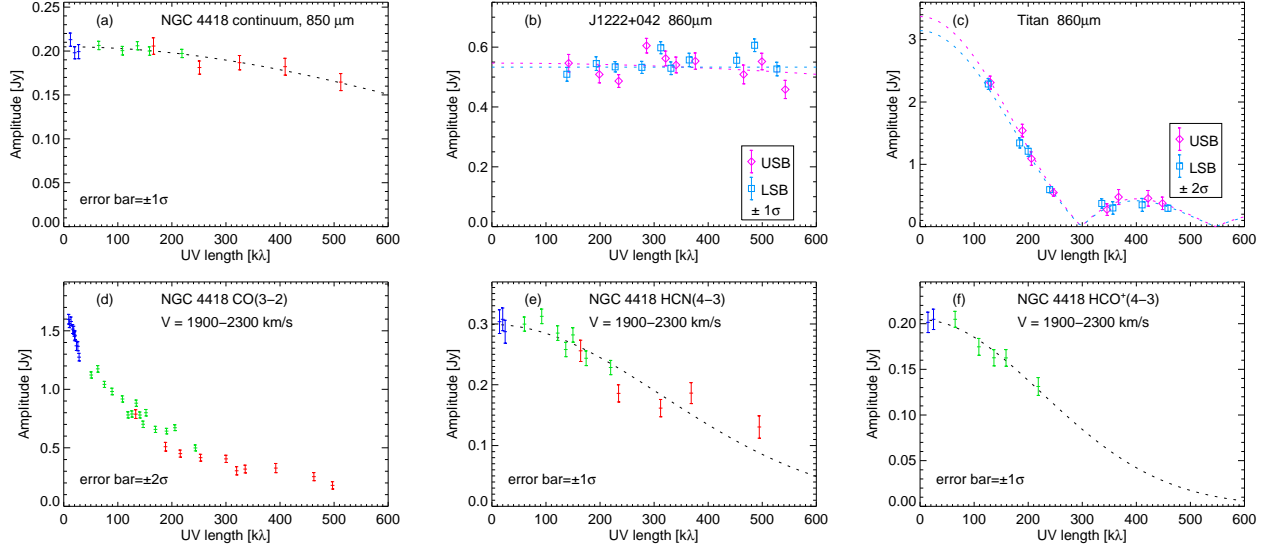 (a) NGC 4418 continuum, 850 μm
Amplitude [Jy]
0.25
0.20
0.15
0.10
0.05
0.00
error bar=±1σ
0 100 200 300 400 500 600
UV length [kλ]
(b) J1222+042 860μm
Amplitude [Jy]
0.8
0.6
0.4
0.2
0.0
USB
LSB
± 1σ
0 100 200 300 400 500 600
UV length [kλ]
(c) Titan 860μm
Amplitude [Jy]
3
2
1
0
USB
LSB
± 2σ
0 100 200 300 400 500 600
UV length [kλ]
(d) NGC 4418 CO(3−2)
V = 1900−2300 km/s
Amplitude [Jy]
2.0
1.5
1.0
0.5
0.0
error bar=±2σ
0 100 200 300 400 500 600
UV length [kλ]
(e) NGC 4418 HCN(4−3)
V = 1900−2300 km/s
Amplitude [Jy]
0.3
0.2
0.1
0.0
error bar=±1σ
0 100 200 300 400 500 600
UV length [kλ]
(f) NGC 4418 HCO⁺(4−3)
V = 1900−2300 km/s
Amplitude [Jy]
0.20
0.15
0.10
0.05
0.00
error bar=±1σ
0 100 200 300 400 500 600
UV length [kλ]